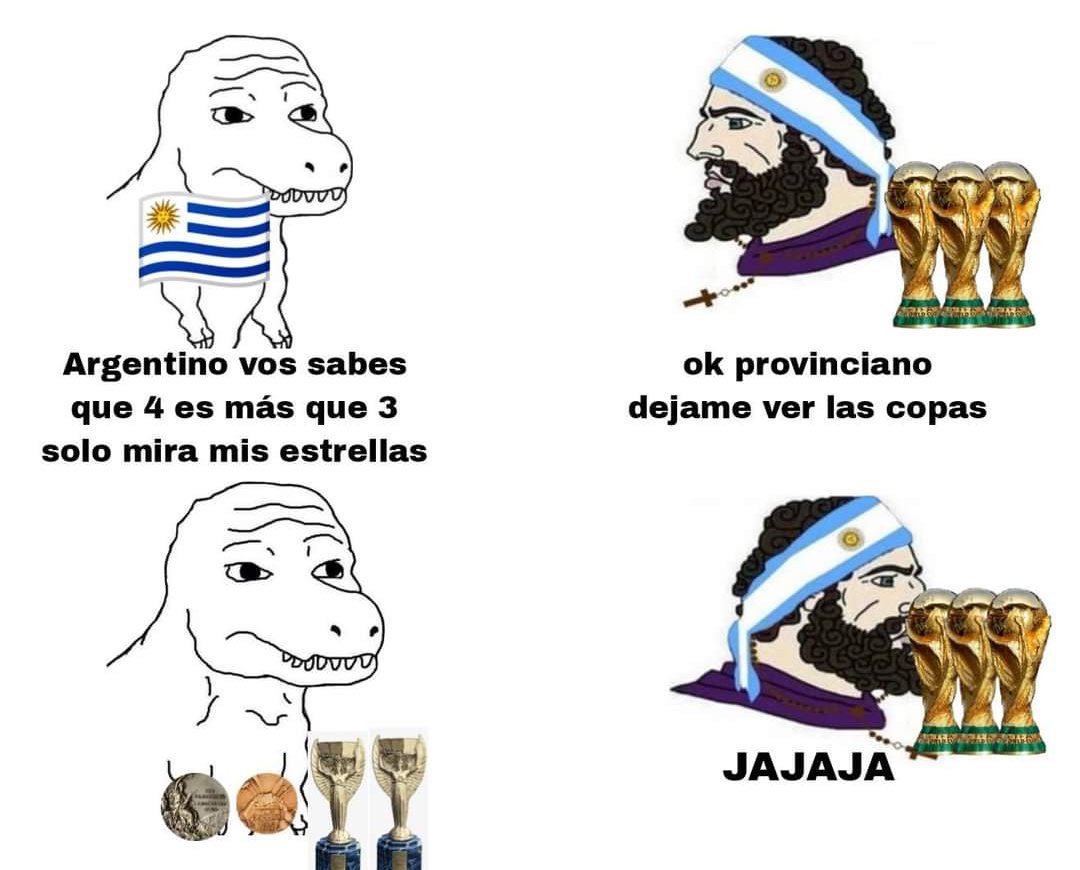 Argentino vos sabes
que 4 es más que 3
solo mira mis estrellas
ok provinciano
dejame ver las copas
JAJAJA